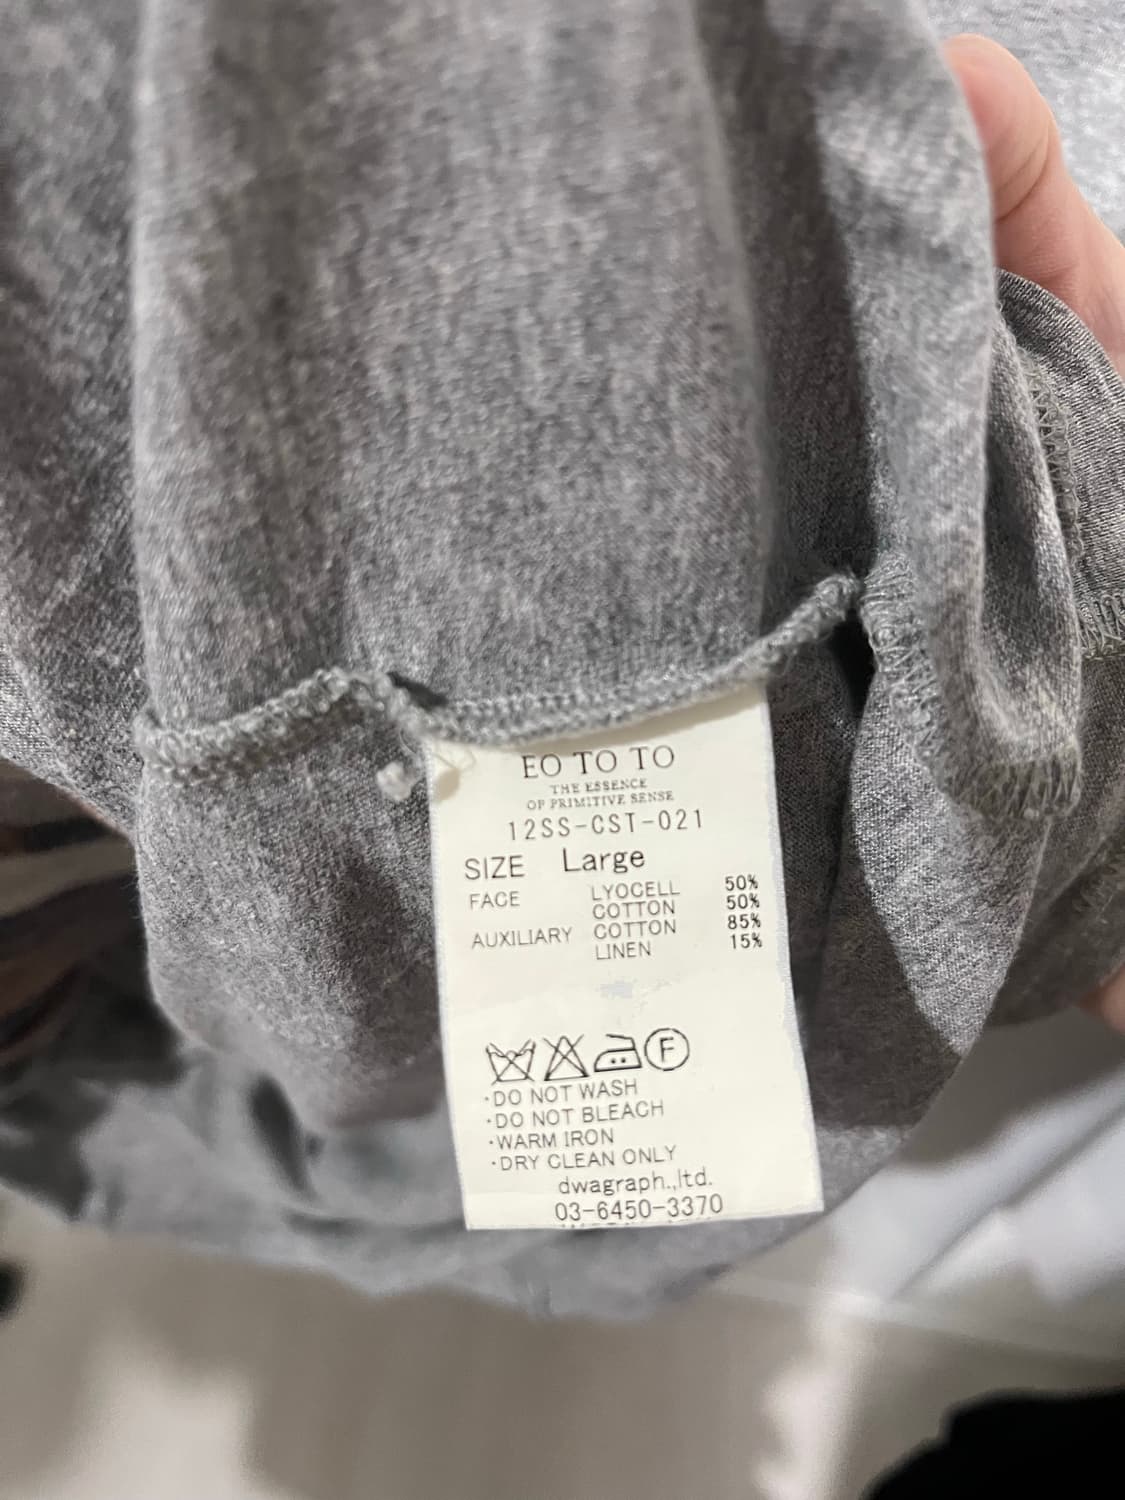 EO TO TO
THE ESSENCE
OF PRIMITIVE SENSE
12SS-CST-021
SIZE Large
FACE LYOCELL 50%
COTTON 50%
AUXILIARY COTTON 85%
LINEN 15%
F
·DO NOT WASH
·DO NOT BLEACH
·WARM IRON
·DRY CLEAN ONLY
dwagraph.,ltd.
03-6450-3370